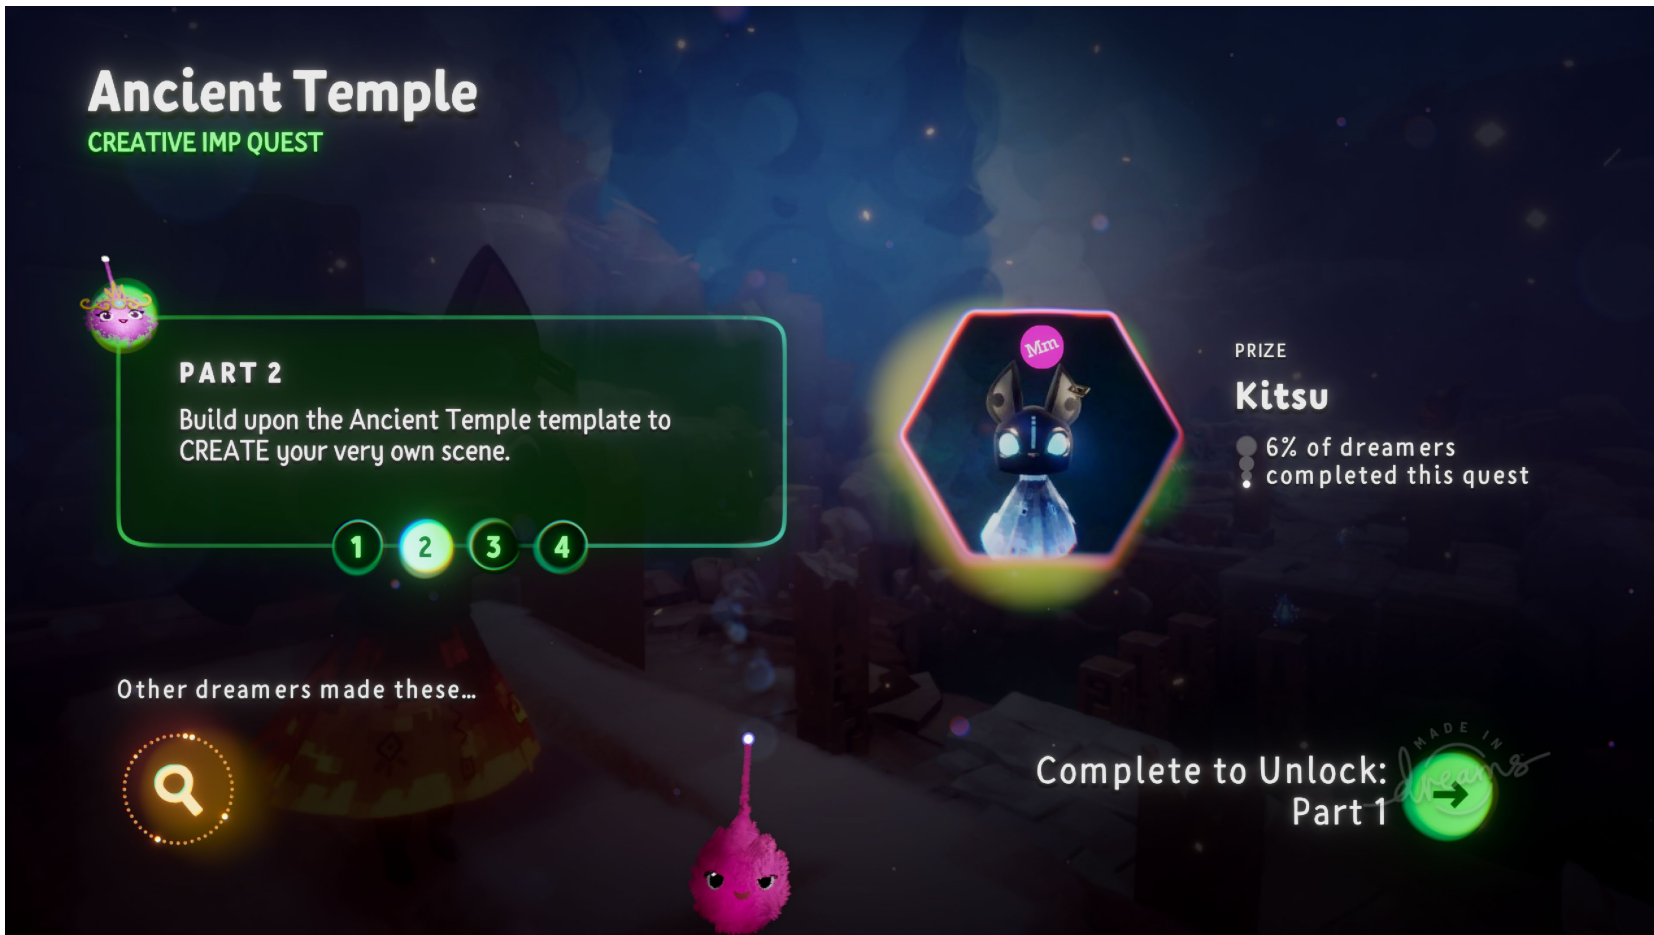 Ancient Temple
CREATIVE IMP QUEST
PART 2
Build upon the Ancient Temple template to
CREATE your very own scene.
1 2 3 4
Mm
PRIZE
Kitsu
6% of dreamers
completed this quest
Other dreamers made these...
Complete to Unlock:
Part 1
MADE IN
dreams